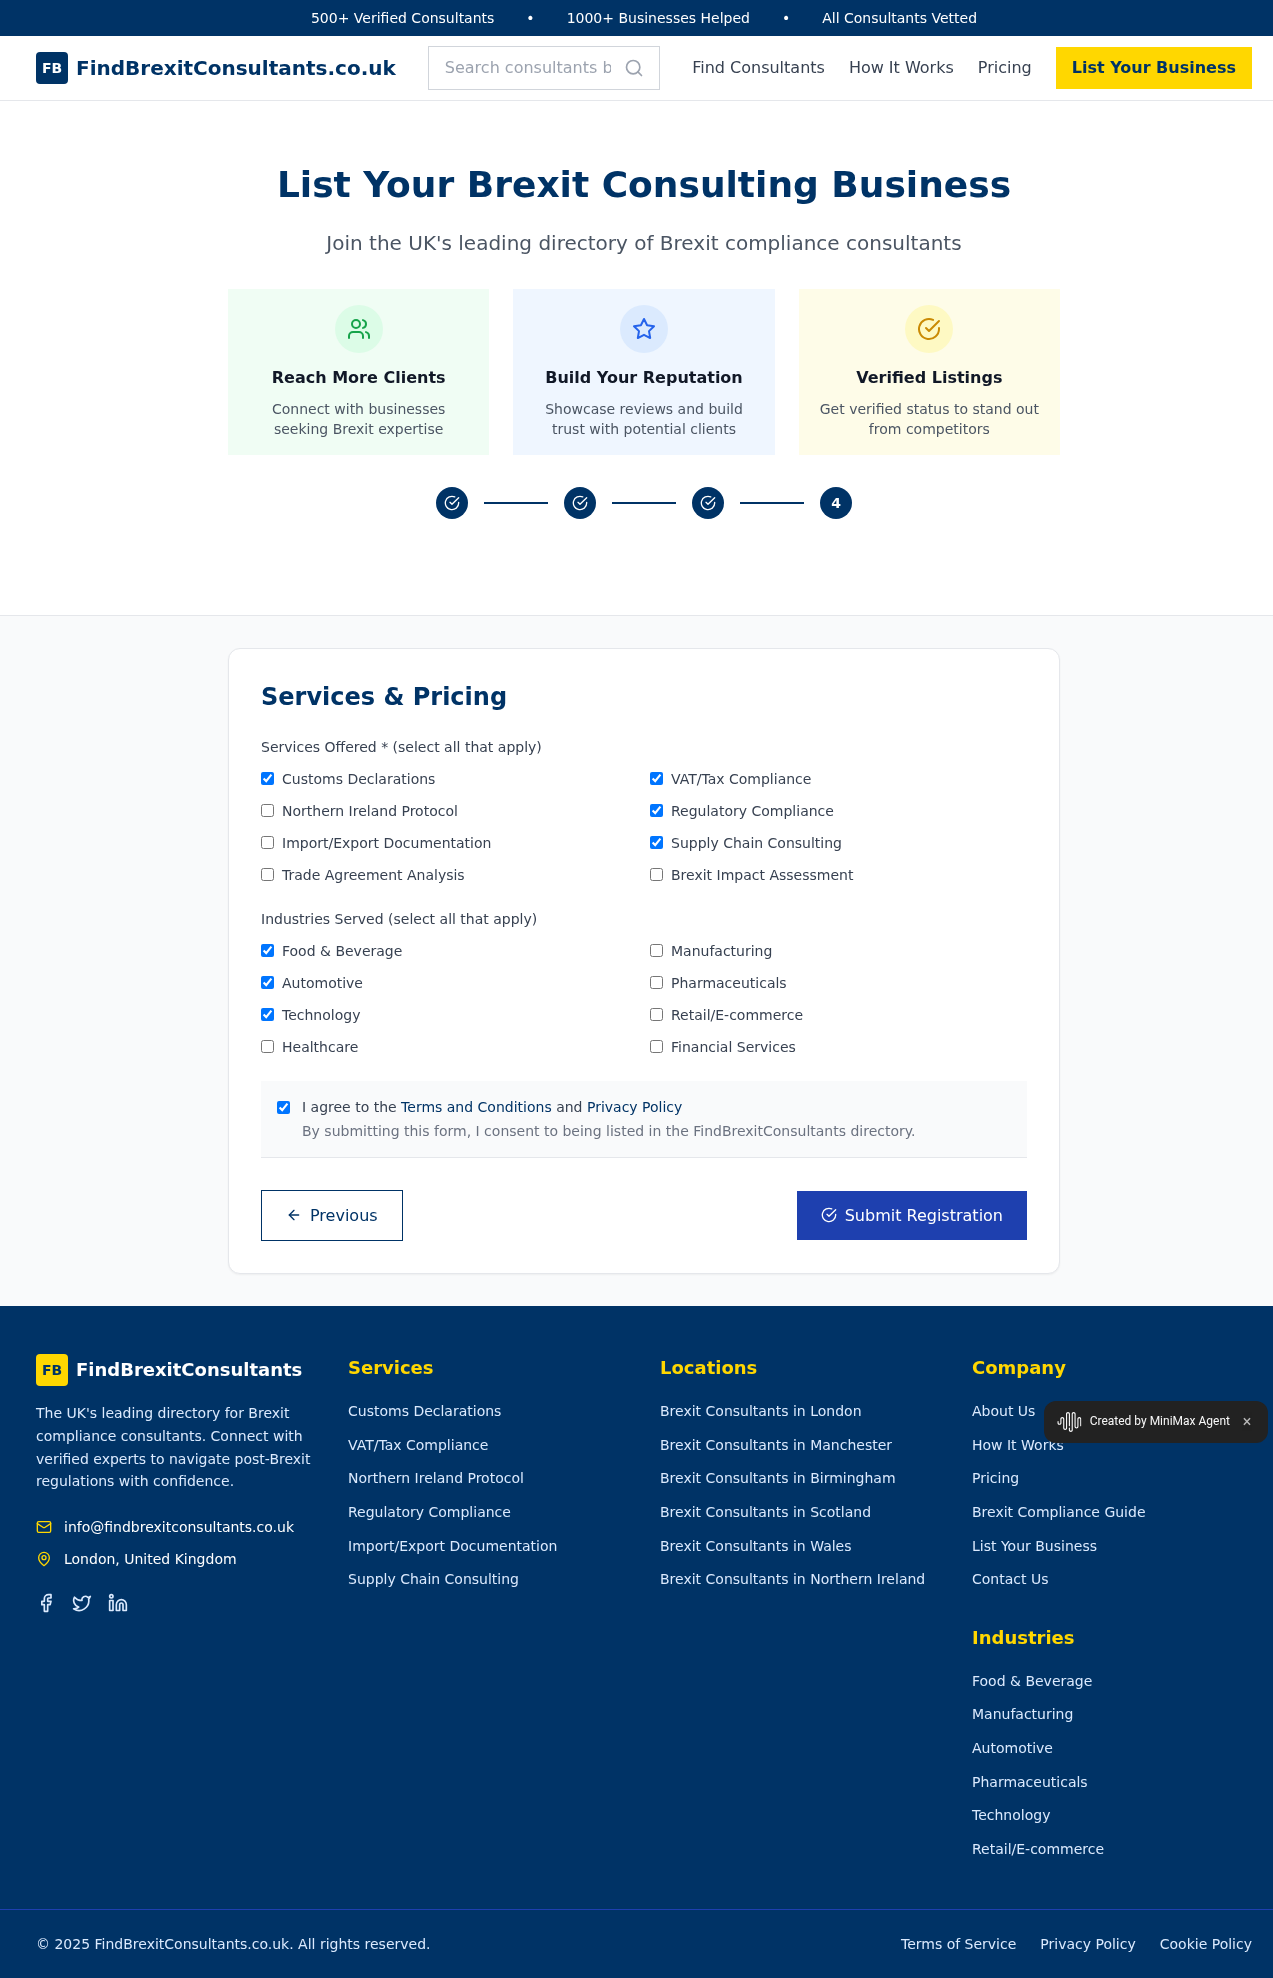 500+ Verified Consultants • 1000+ Businesses Helped • All Consultants Vetted
FB FindBrexitConsultants.co.uk
Search consultants b
Find Consultants
How It Works
Pricing
List Your Business
List Your Brexit Consulting Business
Join the UK's leading directory of Brexit compliance consultants
Reach More Clients
Connect with businesses
seeking Brexit expertise
Build Your Reputation
Showcase reviews and build
trust with potential clients
Verified Listings
Get verified status to stand out
from competitors
4
Services & Pricing
Services Offered * (select all that apply)
Customs Declarations
VAT/Tax Compliance
Northern Ireland Protocol
Regulatory Compliance
Import/Export Documentation
Supply Chain Consulting
Trade Agreement Analysis
Brexit Impact Assessment
Industries Served (select all that apply)
Food & Beverage
Manufacturing
Automotive
Pharmaceuticals
Technology
Retail/E-commerce
Healthcare
Financial Services
I agree to the Terms and Conditions and Privacy Policy
By submitting this form, I consent to being listed in the FindBrexitConsultants directory.
Previous
Submit Registration
FB FindBrexitConsultants
The UK's leading directory for Brexit
compliance consultants. Connect with
verified experts to navigate post-Brexit
regulations with confidence.
info@findbrexitconsultants.co.uk
London, United Kingdom
Services
Customs Declarations
VAT/Tax Compliance
Northern Ireland Protocol
Regulatory Compliance
Import/Export Documentation
Supply Chain Consulting
Locations
Brexit Consultants in London
Brexit Consultants in Manchester
Brexit Consultants in Birmingham
Brexit Consultants in Scotland
Brexit Consultants in Wales
Brexit Consultants in Northern Ireland
Company
About Us
Created by MiniMax Agent ×
How It Works
Pricing
Brexit Compliance Guide
List Your Business
Contact Us
Industries
Food & Beverage
Manufacturing
Automotive
Pharmaceuticals
Technology
Retail/E-commerce
© 2025 FindBrexitConsultants.co.uk. All rights reserved.
Terms of Service
Privacy Policy
Cookie Policy